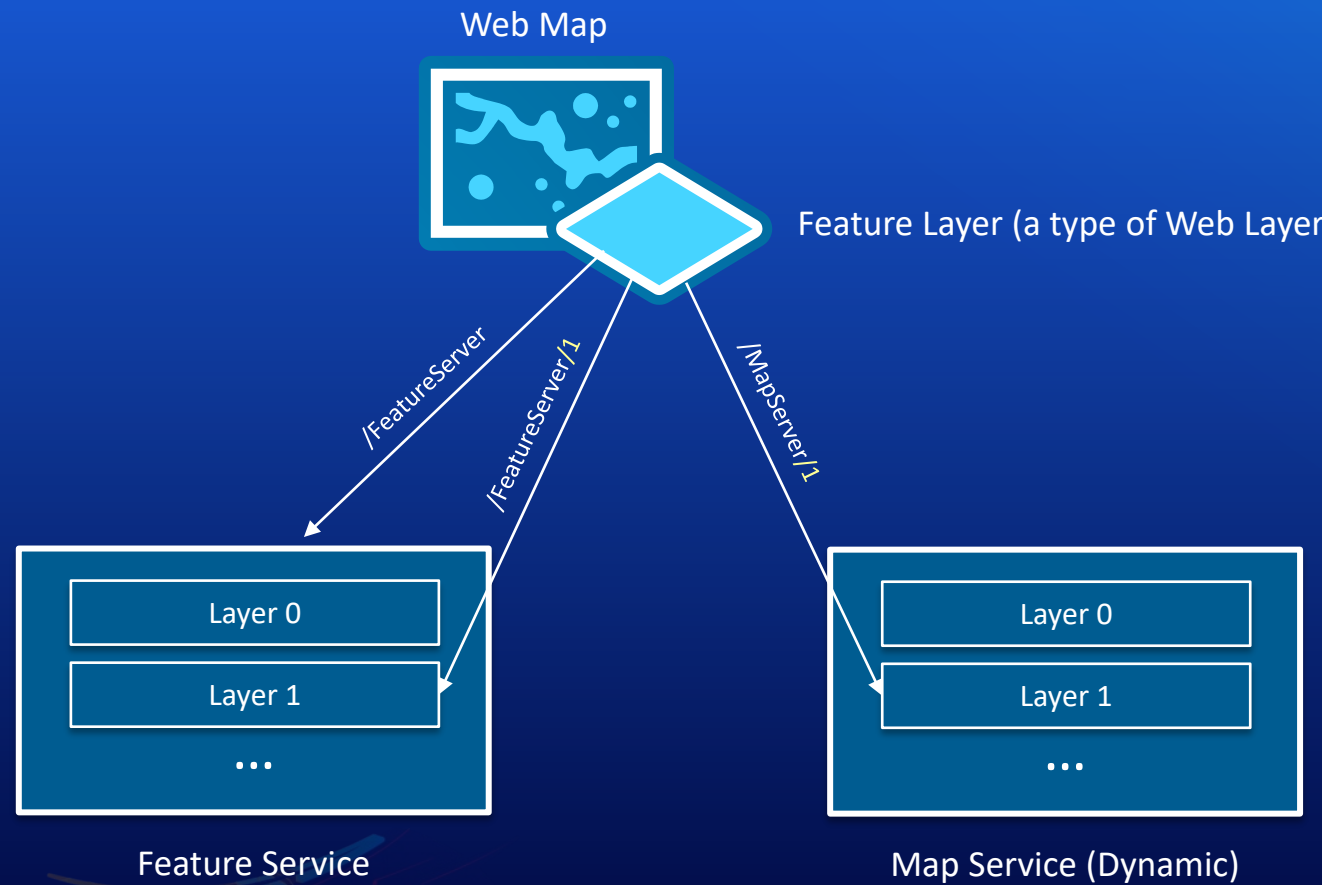 Web Map
Feature Layer (a type of Web Layer
/FeatureServer
/FeatureServer/1
/MapServer/1
Layer 0
Layer 1
...
Feature Service
Layer 0
Layer 1
...
Map Service (Dynamic)